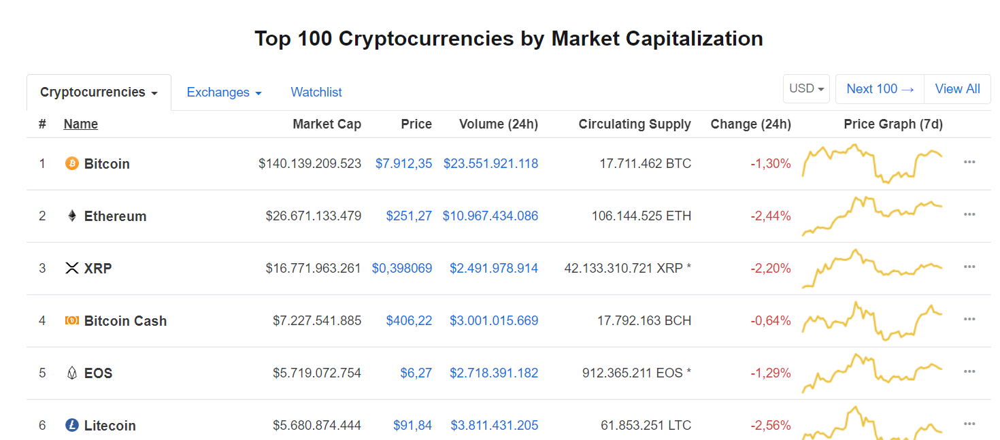 Top 100 Cryptocurrencies by Market Capitalization
Cryptocurrencies Exchanges Watchlist USD Next 100 → View All
# Name Market Cap Price Volume (24h) Circulating Supply Change (24h) Price Graph (7d)
1 Bitcoin $140.139.209.523 $7.912,35 $23.551.921.118 17.711.462 BTC -1,30%
2 Ethereum $26.671.133.479 $251,27 $10.967.434.086 106.144.525 ETH -2,44%
3 XRP $16.771.963.261 $0,398069 $2.491.978.914 42.133.310.721 XRP * -2,20%
4 Bitcoin Cash $7.227.541.885 $406,22 $3.001.015.669 17.792.163 BCH -0,64%
5 EOS $5.719.072.754 $6,27 $2.718.391.182 912.365.211 EOS * -1,29%
6 Litecoin $5.680.874.444 $91,84 $3.811.431.205 61.853.251 LTC -2,56%